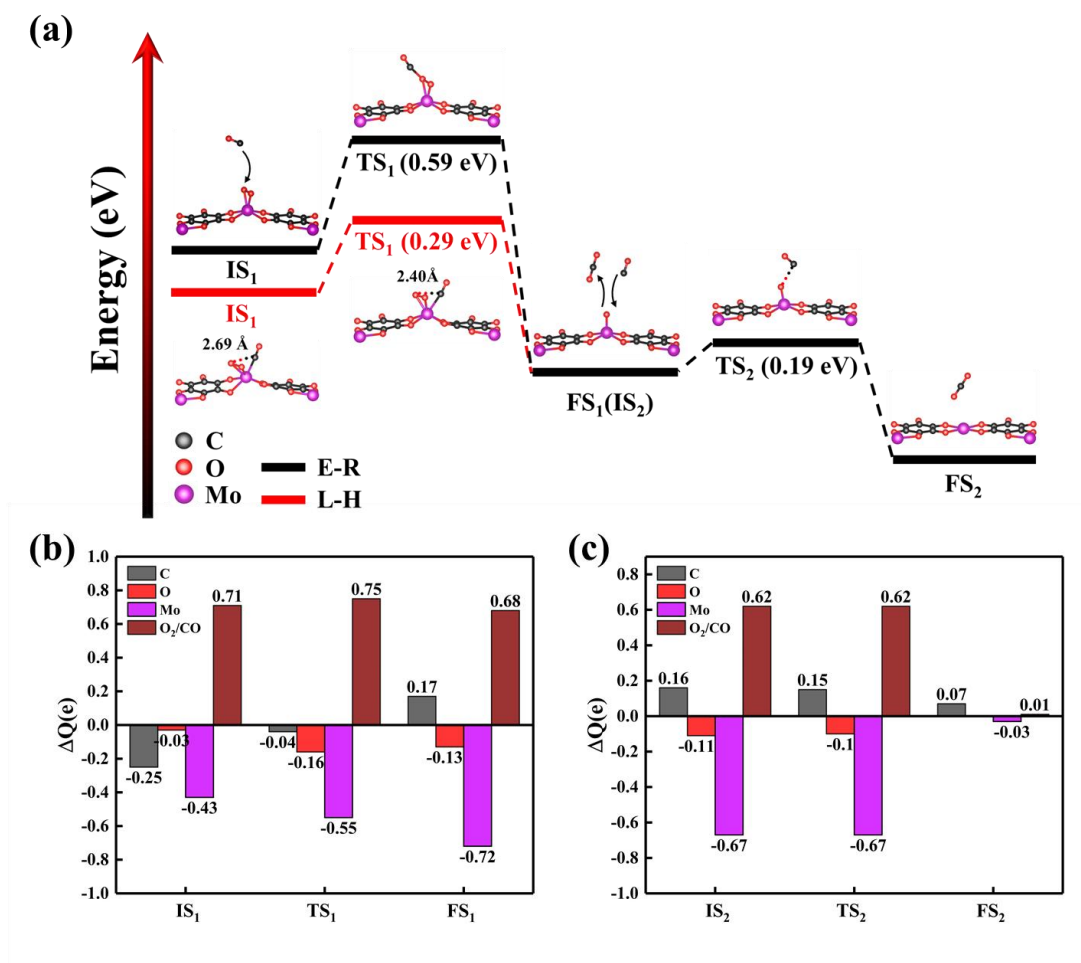 (a)
Energy (eV)
TS₁ (0.59 eV)
IS₁
TS₁ (0.29 eV)
IS₁
2.40Å
2.69 Å
FS₁(IS₂)
TS₂ (0.19 eV)
FS₂
C
O
Mo
E-R
L-H
(b)
ΔQ(e)
1.0
0.8
0.6
0.4
0.2
0.0
-0.2
-0.4
-0.6
-0.8
-1.0
C
O
Mo
O₂/CO
-0.25
-0.03
-0.43
0.71
-0.04
-0.16
-0.55
0.75
0.17
-0.13
-0.72
0.68
IS₁
TS₁
FS₁
(c)
ΔQ(e)
0.8
0.6
0.4
0.2
0.0
-0.2
-0.4
-0.6
-0.8
-1.0
C
O
Mo
O₂/CO
0.16
-0.11
-0.67
0.62
0.15
-0.1
-0.67
0.62
0.07
-0.03
0.01
IS₂
TS₂
FS₂